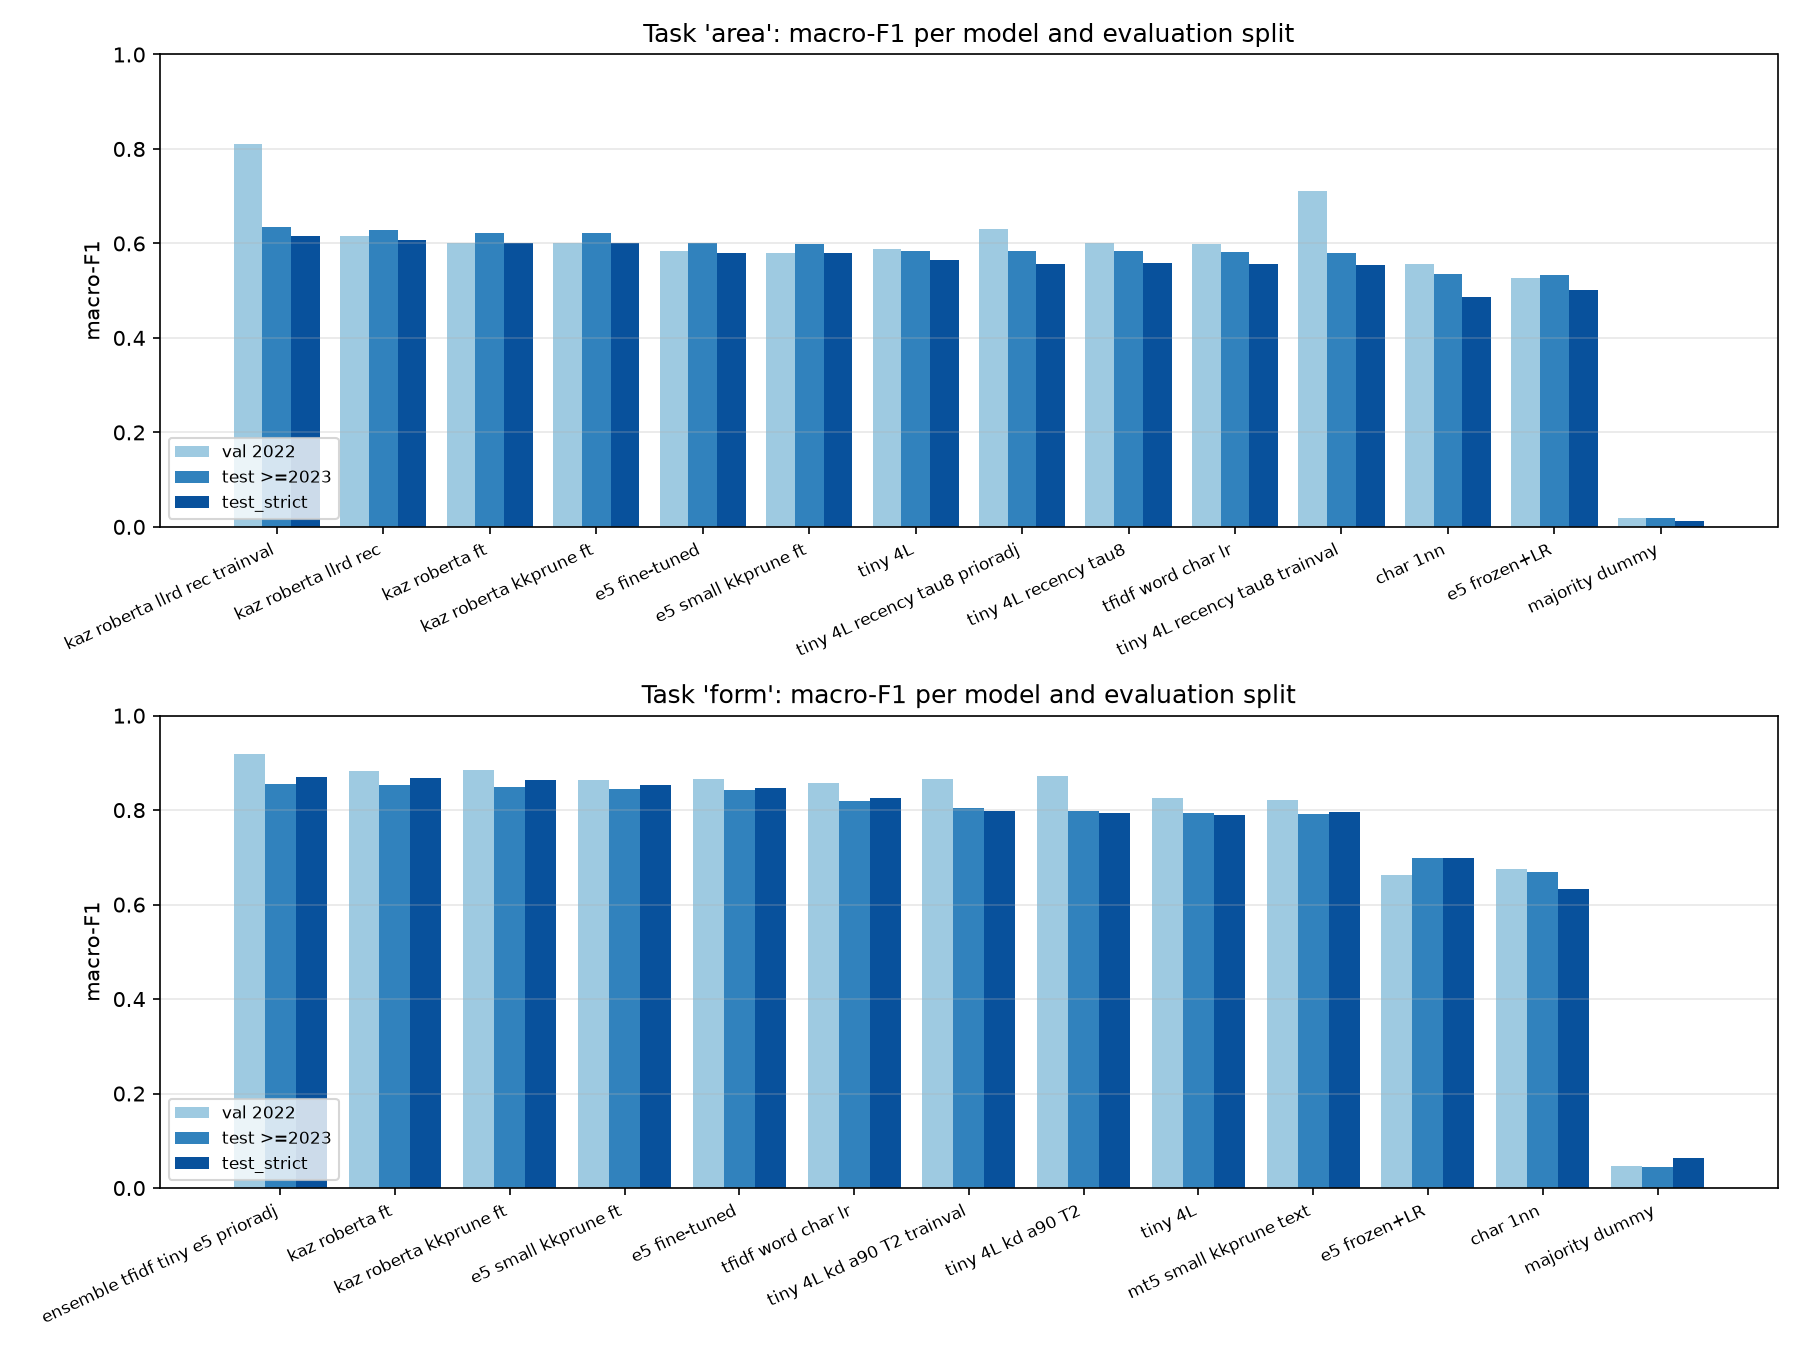 Task 'area': macro-F1 per model and evaluation split
macro-F1
1.0
0.8
0.6
0.4
0.2
0.0
val 2022
test >=2023
test_strict
kaz roberta llrd rec trainval
kaz roberta llrd rec
kaz roberta ft
kaz roberta kkprune ft
e5 fine-tuned
e5 small kkprune ft
tiny 4L
tiny 4L recency tau8 prioradj
tiny 4L recency tau8
tfidf word char lr
tiny 4L recency tau8 trainval
char 1nn
e5 frozen+LR
majority dummy
Task 'form': macro-F1 per model and evaluation split
macro-F1
1.0
0.8
0.6
0.4
0.2
0.0
val 2022
test >=2023
test_strict
ensemble tfidf tiny e5 prioradj
kaz roberta ft
kaz roberta kkprune ft
e5 small kkprune ft
e5 fine-tuned
tfidf word char lr
tiny 4L kd a90 T2 trainval
tiny 4L kd a90 T2
tiny 4L
mt5 small kkprune text
e5 frozen+LR
char 1nn
majority dummy